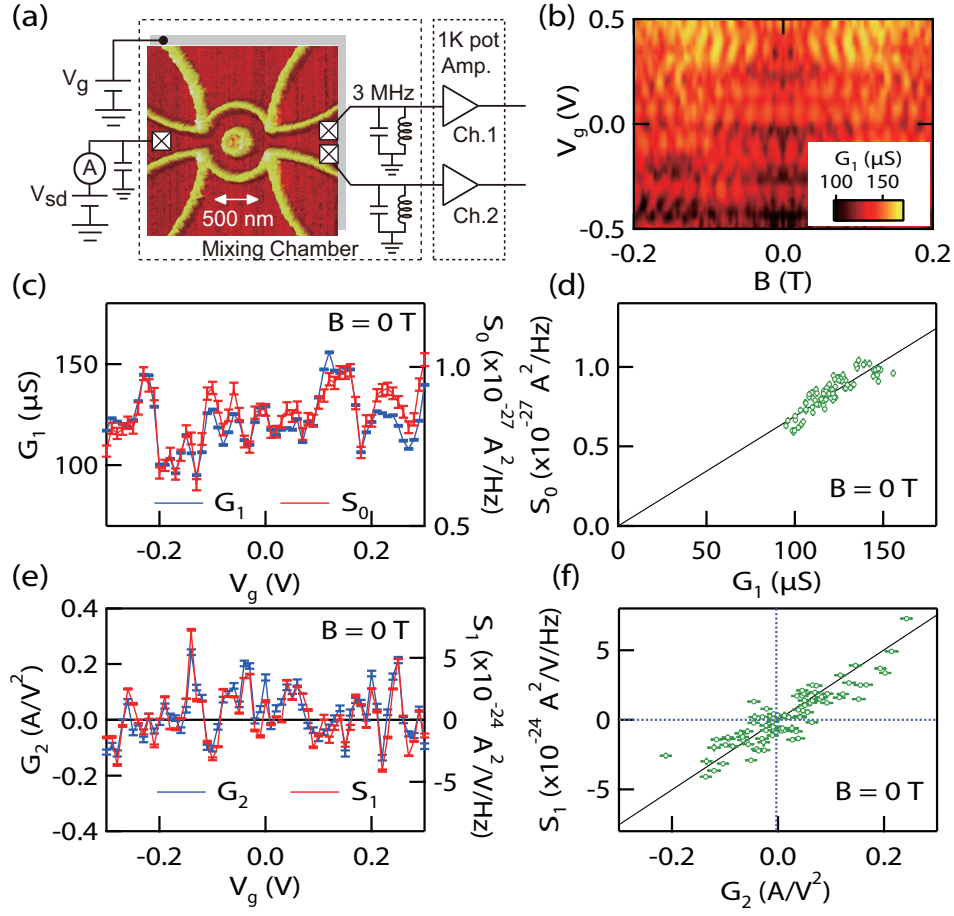 (a)
V_g
A
V_sd
500 nm
Mixing Chamber
3 MHz
1K pot
Amp.
Ch.1
Ch.2
(b)
V_g (V)
0.5
0.0
-0.5
G_1 (μS)
100 150
-0.2 0.0 0.2
B (T)
(c)
B = 0 T
G_1 (μS)
150
100
S_0 (x10^-27 A^2/Hz)
1.0
0.5
G_1 S_0
-0.2 0.0 0.2
V_g (V)
(d)
S_0 (x10^-27 A^2/Hz)
1.0
0.5
0.0
B = 0 T
0 50 100 150
G_1 (μS)
(e)
B = 0 T
G_2 (A/V^2)
0.4
0.2
0.0
-0.2
-0.4
S_1 (x10^-24 A^2/V/Hz)
5
0
-5
G_2 S_1
-0.2 0.0 0.2
V_g (V)
(f)
S_1 (x10^-24 A^2/V/Hz)
5
0
-5
B = 0 T
-0.2 0.0 0.2
G_2 (A/V^2)